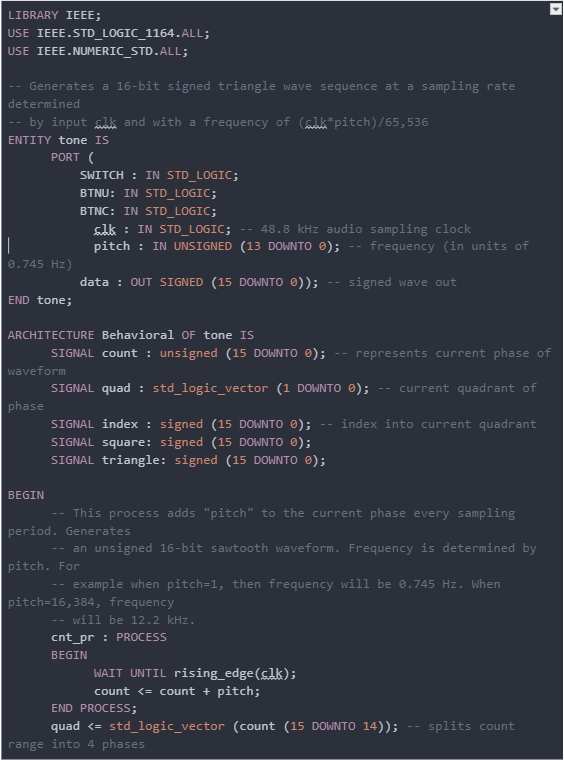 LIBRARY IEEE;
USE IEEE.STD_LOGIC_1164.ALL;
USE IEEE.NUMERIC_STD.ALL;
-- Generates a 16-bit signed triangle wave sequence at a sampling rate
determined
-- by input clk and with a frequency of (clk*pitch)/65,536
ENTITY tone IS
PORT (
SWITCH : IN STD_LOGIC;
BTNU: IN STD_LOGIC;
BTNC: IN STD_LOGIC;
clk : IN STD_LOGIC; -- 48.8 kHz audio sampling clock
pitch : IN UNSIGNED (13 DOWNTO 0); -- frequency (in units of
0.745 Hz)
data : OUT SIGNED (15 DOWNTO 0)); -- signed wave out
END tone;
ARCHITECTURE Behavioral OF tone IS
SIGNAL count : unsigned (15 DOWNTO 0); -- represents current phase of
waveform
SIGNAL quad : std_logic_vector (1 DOWNTO 0); -- current quadrant of
phase
SIGNAL index : signed (15 DOWNTO 0); -- index into current quadrant
SIGNAL square: signed (15 DOWNTO 0);
SIGNAL triangle: signed (15 DOWNTO 0);
BEGIN
-- This process adds "pitch" to the current phase every sampling
period. Generates
-- an unsigned 16-bit sawtooth waveform. Frequency is determined by
pitch. For
-- example when pitch=1, then frequency will be 0.745 Hz. When
pitch=16,384, frequency
-- will be 12.2 kHz.
cnt_pr : PROCESS
BEGIN
WAIT UNTIL rising_edge(clk);
count <= count + pitch;
END PROCESS;
quad <= std_logic_vector (count (15 DOWNTO 14)); -- splits count
range into 4 phases